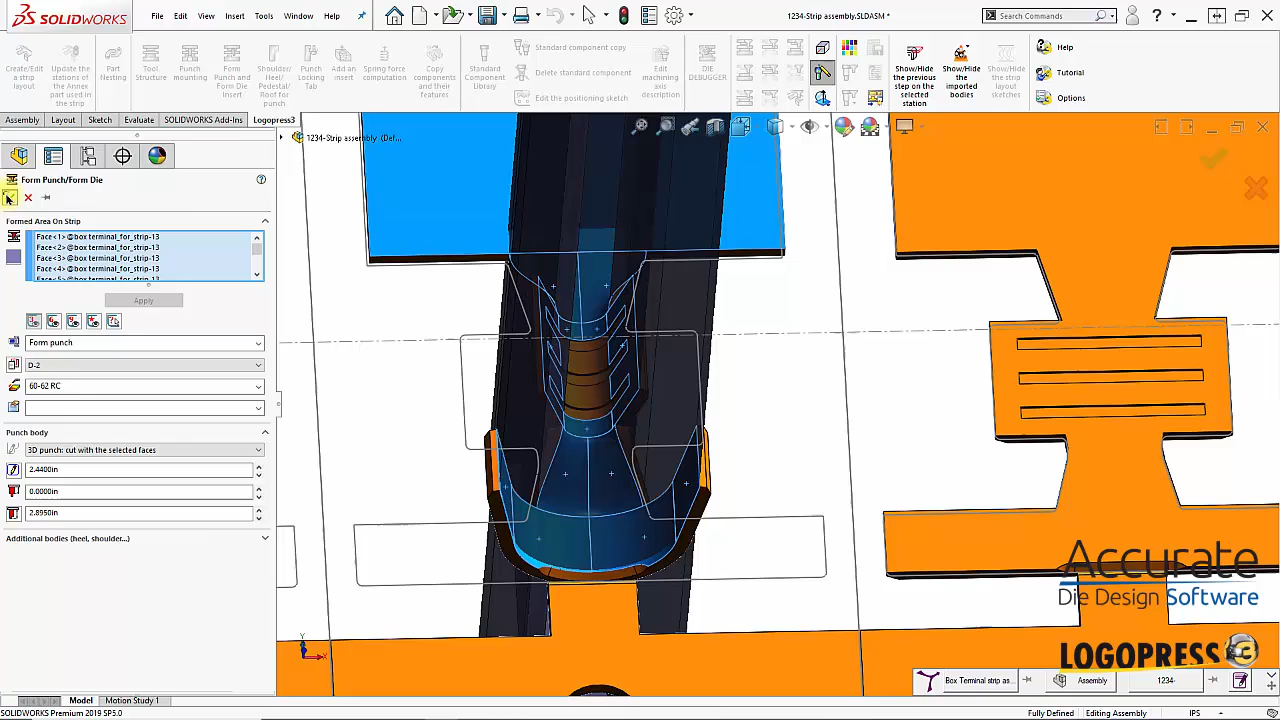 SOLIDWORKS File Edit View Insert Tools Window Help 1234-Strip assembly.SLDASM * Search Commands ?
Create/Edit a strip layout
Update the stations of the Annex part used in the strip
Part Nesting
Tool Structure
Punch mounting
Form Punch and Form Die Insert
Shoulder/Heel/Pedestal/Roof for punch
Punch Locking Tab
Add an insert
Spring force computation
Copy components and their features
Standard Component Library
Standard component copy
Delete standard component
Edit the positioning sketch
Edit machining axis description
DIE DEBUGGER
Show/Hide the previous step on the selected station
Show/Hide the imported bodies
Show/Hide the strip layout sketches
Help
Tutorial
Options
Assembly Layout Sketch Evaluate SOLIDWORKS Add-Ins Logopress3
1234-Strip assembly (Def...
Form Punch/Form Die
Formed Area On Strip
Face<1>@box terminal_for_strip-13
Face<2>@box terminal_for_strip-13
Face<3>@box terminal_for_strip-13
Face<4>@box terminal_for_strip-13
Face<5>@box terminal_for_strip-13
Apply
Form punch
D-2
60-62 RC
Punch body
3D punch: cut with the selected faces
2.4400in
0.0000in
2.8950in
Additional bodies (heel, shoulder...)
Y
X
Accurate
Die Design Software
LOGOPRESS 3
Box Terminal strip as... Assembly 1234-
Model Motion Study 1
SOLIDWORKS Premium 2019 SP5.0 Fully Defined Editing Assembly IPS